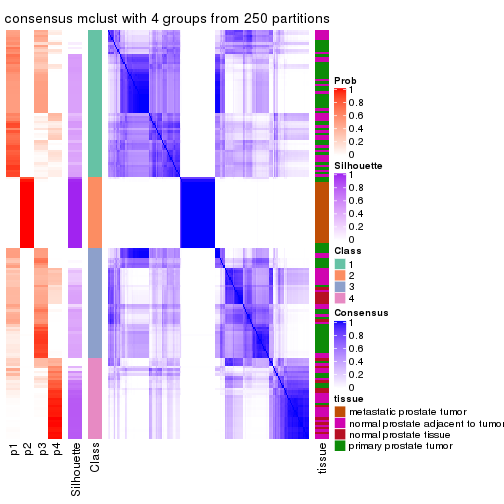 consensus mclust with 4 groups from 250 partitions
Prob
1
0.8
0.6
0.4
0.2
0
Silhouette
1
0.8
0.6
0.4
0.2
0
Class
1
2
3
4
Consensus
1
0.8
0.6
0.4
0.2
0
tissue
metastatic prostate tumor
normal prostate adjacent to tumor
normal prostate tissue
primary prostate tumor
p1
p2
p3
p4
Silhouette
Class
tissue